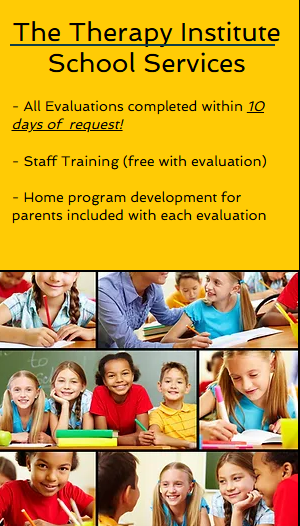 The Therapy Institute
School Services
- All Evaluations completed within 10
days of request!
- Staff Training (free with evaluation)
- Home program development for
parents included with each evaluation
to